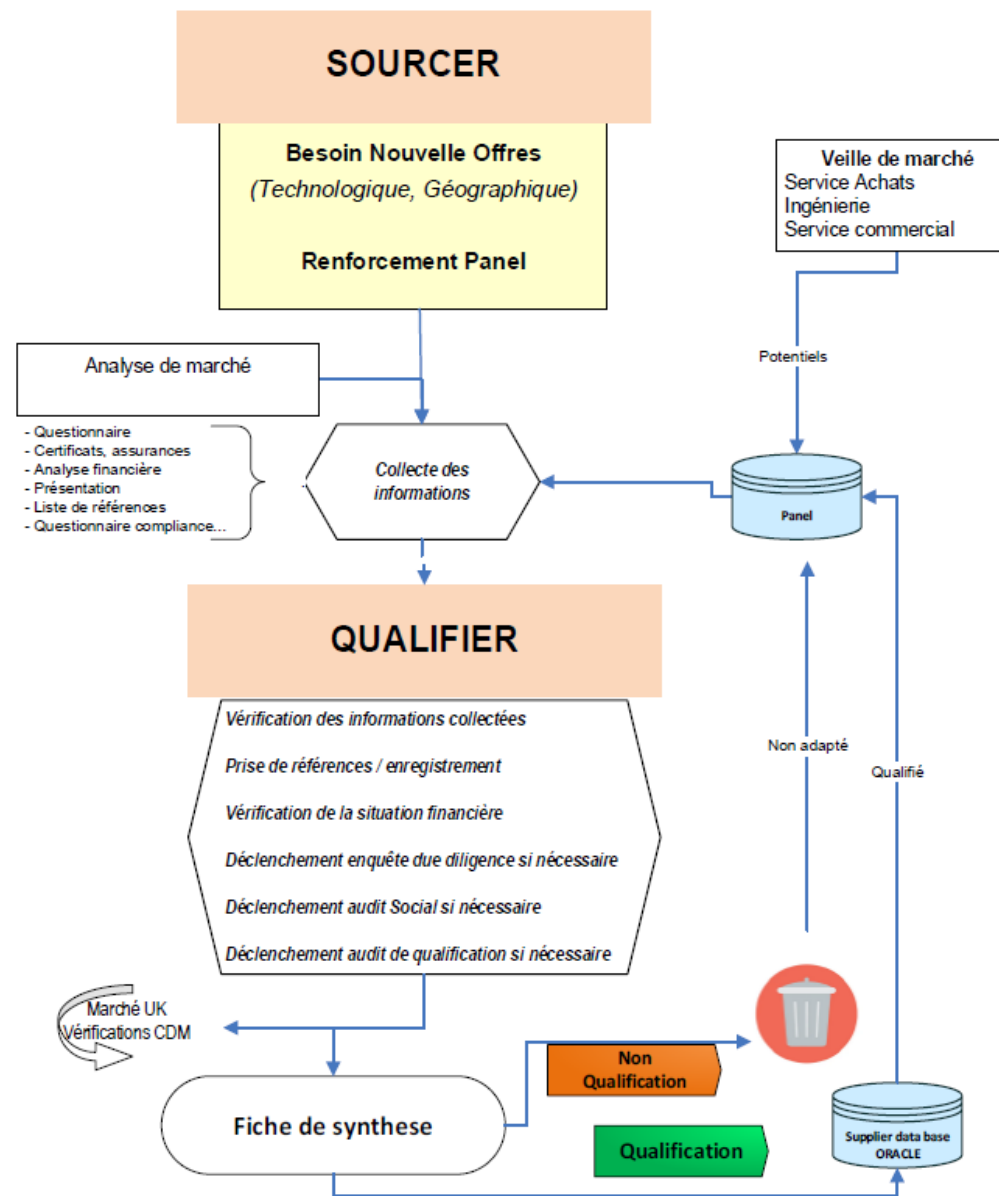 SOURCER
Besoin Nouvelle Offres
(Technologique, Géographique)
Renforcement Panel
Veille de marché
Service Achats
Ingénierie
Service commercial
Potentiels
Analyse de marché
- Questionnaire
- Certificats, assurances
- Analyse financière
- Présentation
- Liste de références
- Questionnaire compliance...
Collecte des
informations
Panel
QUALIFIER
Vérification des informations collectées
Prise de références / enregistrement
Vérification de la situation financière
Déclenchement enquête due diligence si nécessaire
Déclenchement audit Social si nécessaire
Déclenchement audit de qualification si nécessaire
Non adapté
Qualifié
Marché UK
Vérifications CDM
Non
Qualification
Fiche de synthese
Qualification
Supplier data base
ORACLE